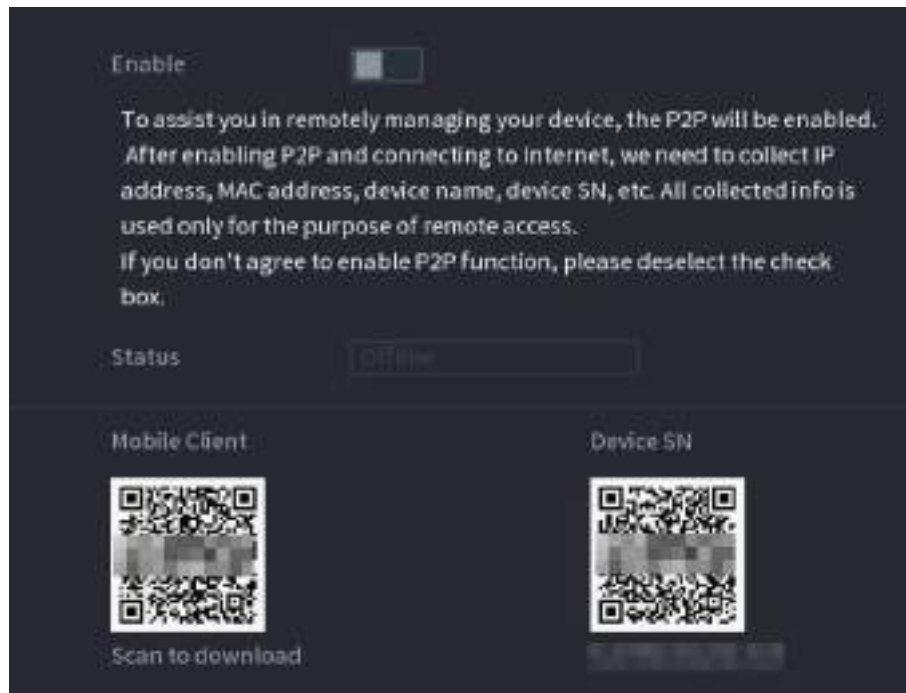 Enable
To assist you in remotely managing your device, the P2P will be enabled.
After enabling P2P and connecting to Internet, we need to collect IP
address, MAC address, device name, device SN, etc. All collected info is
used only for the purpose of remote access.
If you don't agree to enable P2P function, please deselect the check
box.
Status
Offline
Mobile Client
Device SN
Scan to download